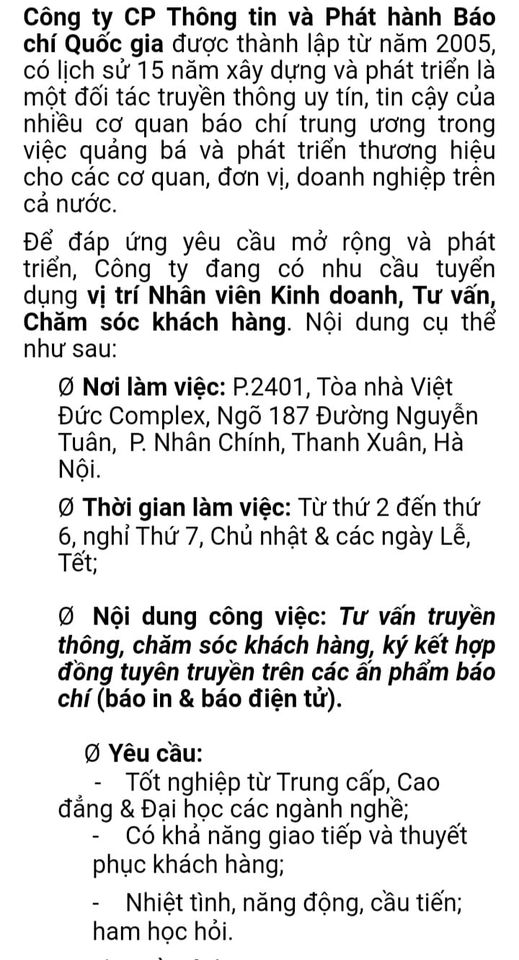 Công ty CP Thông tin và Phát hành Báo
chí Quốc gia được thành lập từ năm 2005,
có lịch sử 15 năm xây dựng và phát triển là
một đối tác truyền thông uy tín, tin cậy của
nhiều cơ quan báo chí trung ương trong
việc quảng bá và phát triển thương hiệu
cho các cơ quan, đơn vị, doanh nghiệp trên
cả nước.
Để đáp ứng yêu cầu mở rộng và phát
triển, Công ty đang có nhu cầu tuyển
dụng vị trí Nhân viên Kinh doanh, Tư vấn,
Chăm sóc khách hàng. Nội dung cụ thể
như sau:
Ø Nơi làm việc: P.2401, Tòa nhà Việt
Đức Complex, Ngõ 187 Đường Nguyễn
Tuân, P. Nhân Chính, Thanh Xuân, Hà
Nội.
Ø Thời gian làm việc: Từ thứ 2 đến thứ
6, nghỉ Thứ 7, Chủ nhật & các ngày Lễ,
Tết;
Ø Nội dung công việc: Tư vấn truyền
thông, chăm sóc khách hàng, ký kết hợp
đồng tuyên truyền trên các ấn phẩm báo
chí (báo in & báo điện tử).
Ø Yêu cầu:
- Tốt nghiệp từ Trung cấp, Cao
đẳng & Đại học các ngành nghề;
- Có khả năng giao tiếp và thuyết
phục khách hàng;
- Nhiệt tình, năng động, cầu tiến;
ham học hỏi.